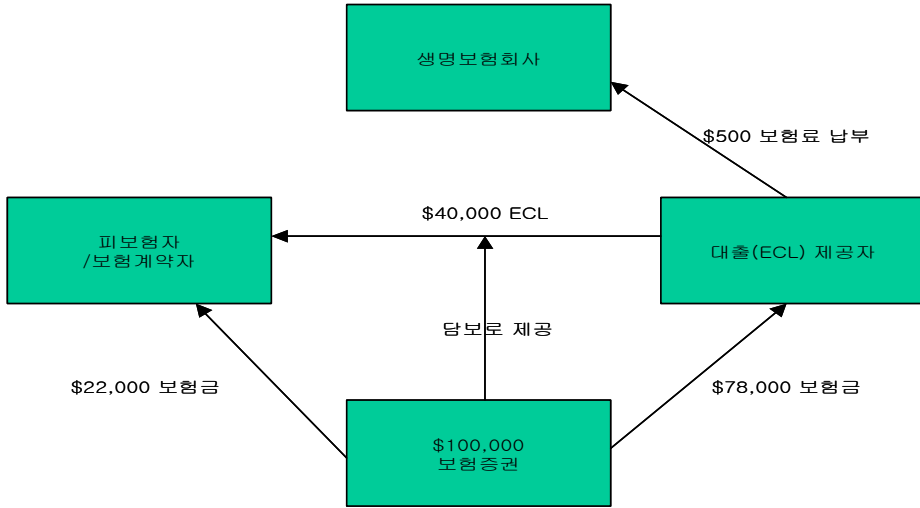 생명보험회사
$500 보험료 납부
$40,000 ECL
피보험자
/보험계약자
대출(ECL) 제공자
담보로 제공
$22,000 보험금
$78,000 보험금
$100,000
보험증권